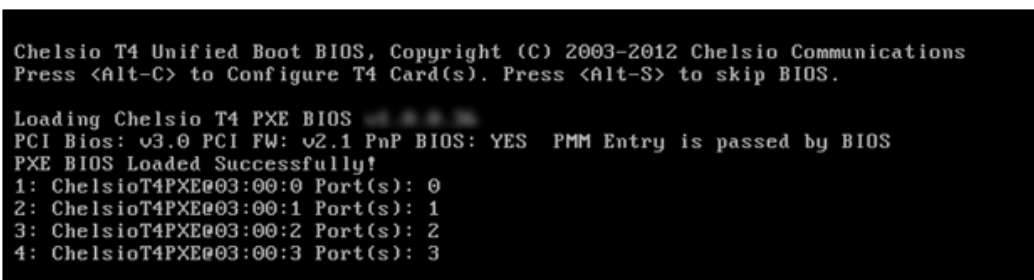 Chelsio T4 Unified Boot BIOS, Copyright (C) 2003-2012 Chelsio Communications
Press <Alt-C> to Configure T4 Card(s). Press <Alt-S> to skip BIOS.
Loading Chelsio T4 PXE BIOS
PCI Bios: v3.0 PCI FW: v2.1 PnP BIOS: YES  PMM Entry is passed by BIOS
PXE BIOS Loaded Successfully!
1: ChelsioT4PXE@03:00:0 Port(s): 0
2: ChelsioT4PXE@03:00:1 Port(s): 1
3: ChelsioT4PXE@03:00:2 Port(s): 2
4: ChelsioT4PXE@03:00:3 Port(s): 3